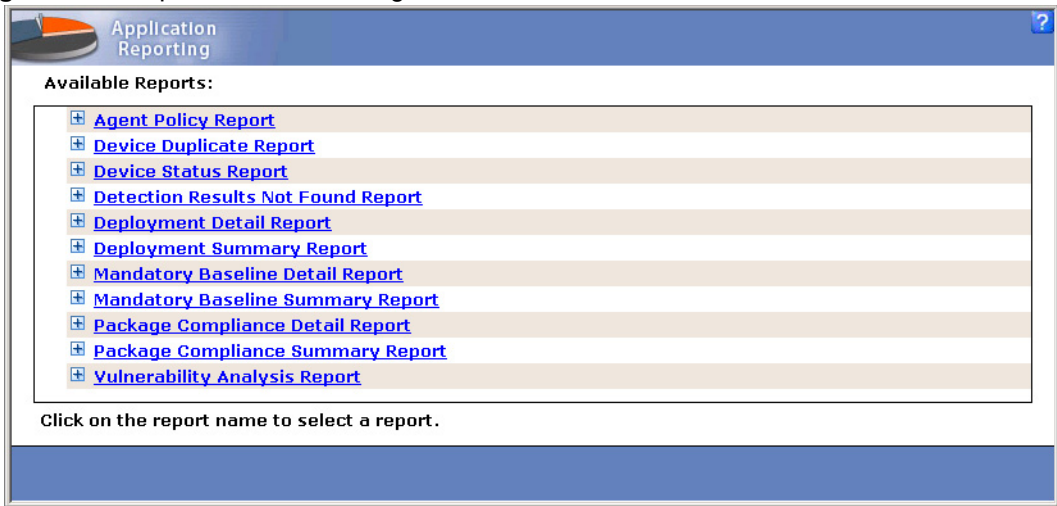 Application
Reporting
?
Available Reports:
Agent Policy Report
Device Duplicate Report
Device Status Report
Detection Results Not Found Report
Deployment Detail Report
Deployment Summary Report
Mandatory Baseline Detail Report
Mandatory Baseline Summary Report
Package Compliance Detail Report
Package Compliance Summary Report
Vulnerability Analysis Report
Click on the report name to select a report.